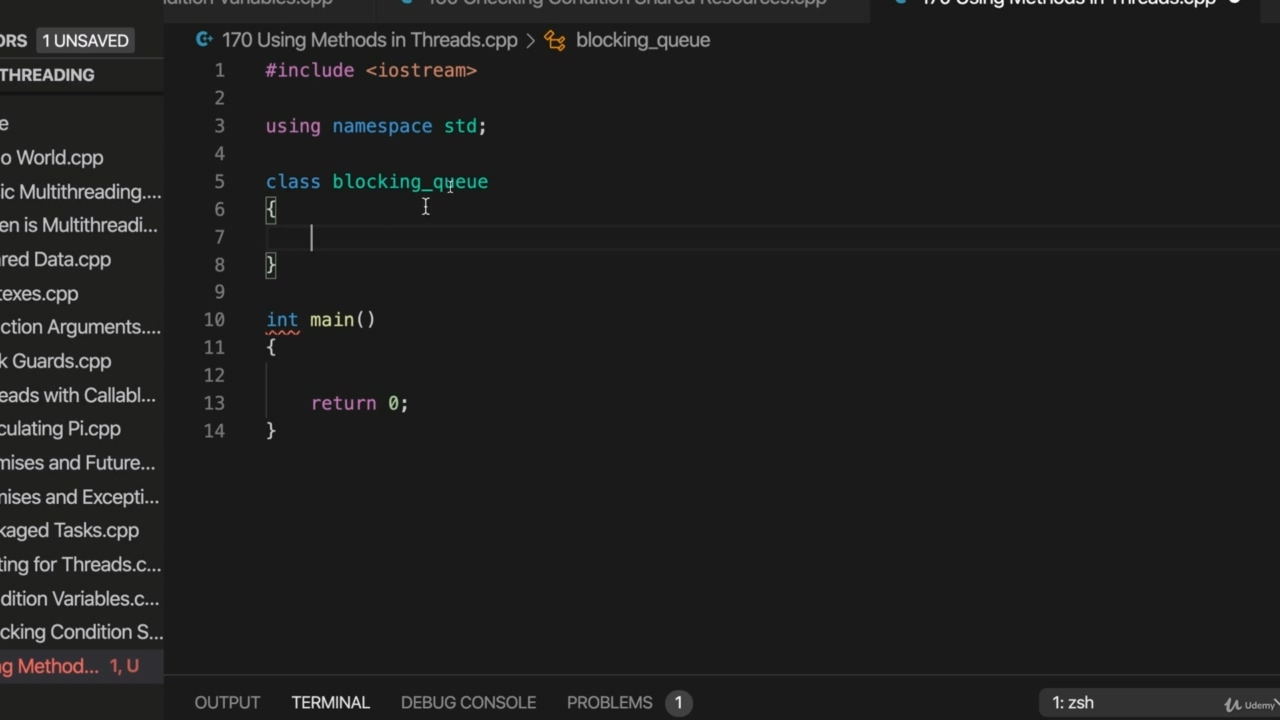 dition Variables.cpp
150 Checking Condition Shared Resources.cpp
170 Using Methods in Threads.cpp
ORS 1 UNSAVED
170 Using Methods in Threads.cpp > blocking_queue
THREADING
1 #include <iostream>
2
3 using namespace std;
4
5 class blocking_queue
6 {
7
8 }
9
10 int main()
11 {
12
13 return 0;
14 }
e
o World.cpp
ic Multithreading....
en is Multithreadi...
red Data.cpp
texes.cpp
ction Arguments....
k Guards.cpp
eads with Callabl...
culating Pi.cpp
mises and Future...
mises and Excepti...
kaged Tasks.cpp
ting for Threads.c...
dition Variables.c...
cking Condition S...
ng Method... 1, U
OUTPUT TERMINAL DEBUG CONSOLE PROBLEMS 1
1: zsh
Udemy